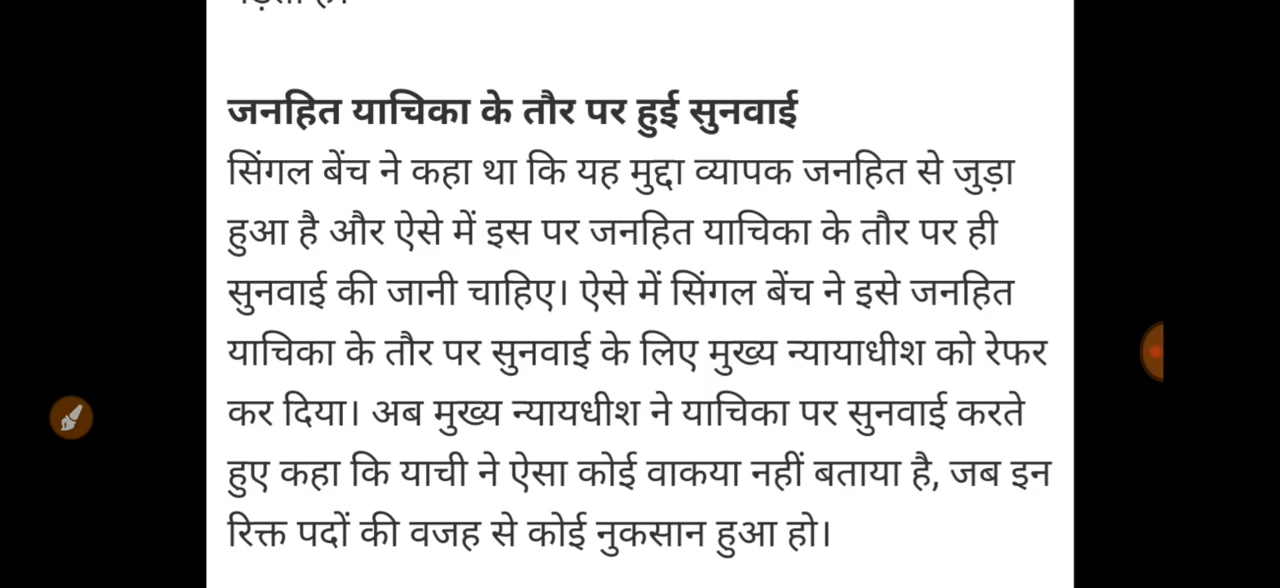 जनहित याचिका के तौर पर हुई सुनवाई
सिंगल बेंच ने कहा था कि यह मुद्दा व्यापक जनहित से जुड़ा
हुआ है और ऐसे में इस पर जनहित याचिका के तौर पर ही
सुनवाई की जानी चाहिए। ऐसे में सिंगल बेंच ने इसे जनहित
याचिका के तौर पर सुनवाई के लिए मुख्य न्यायाधीश को रेफर
कर दिया। अब मुख्य न्यायधीश ने याचिका पर सुनवाई करते
हुए कहा कि याची ने ऐसा कोई वाकया नहीं बताया है, जब इन
रिक्त पदों की वजह से कोई नुकसान हुआ हो।